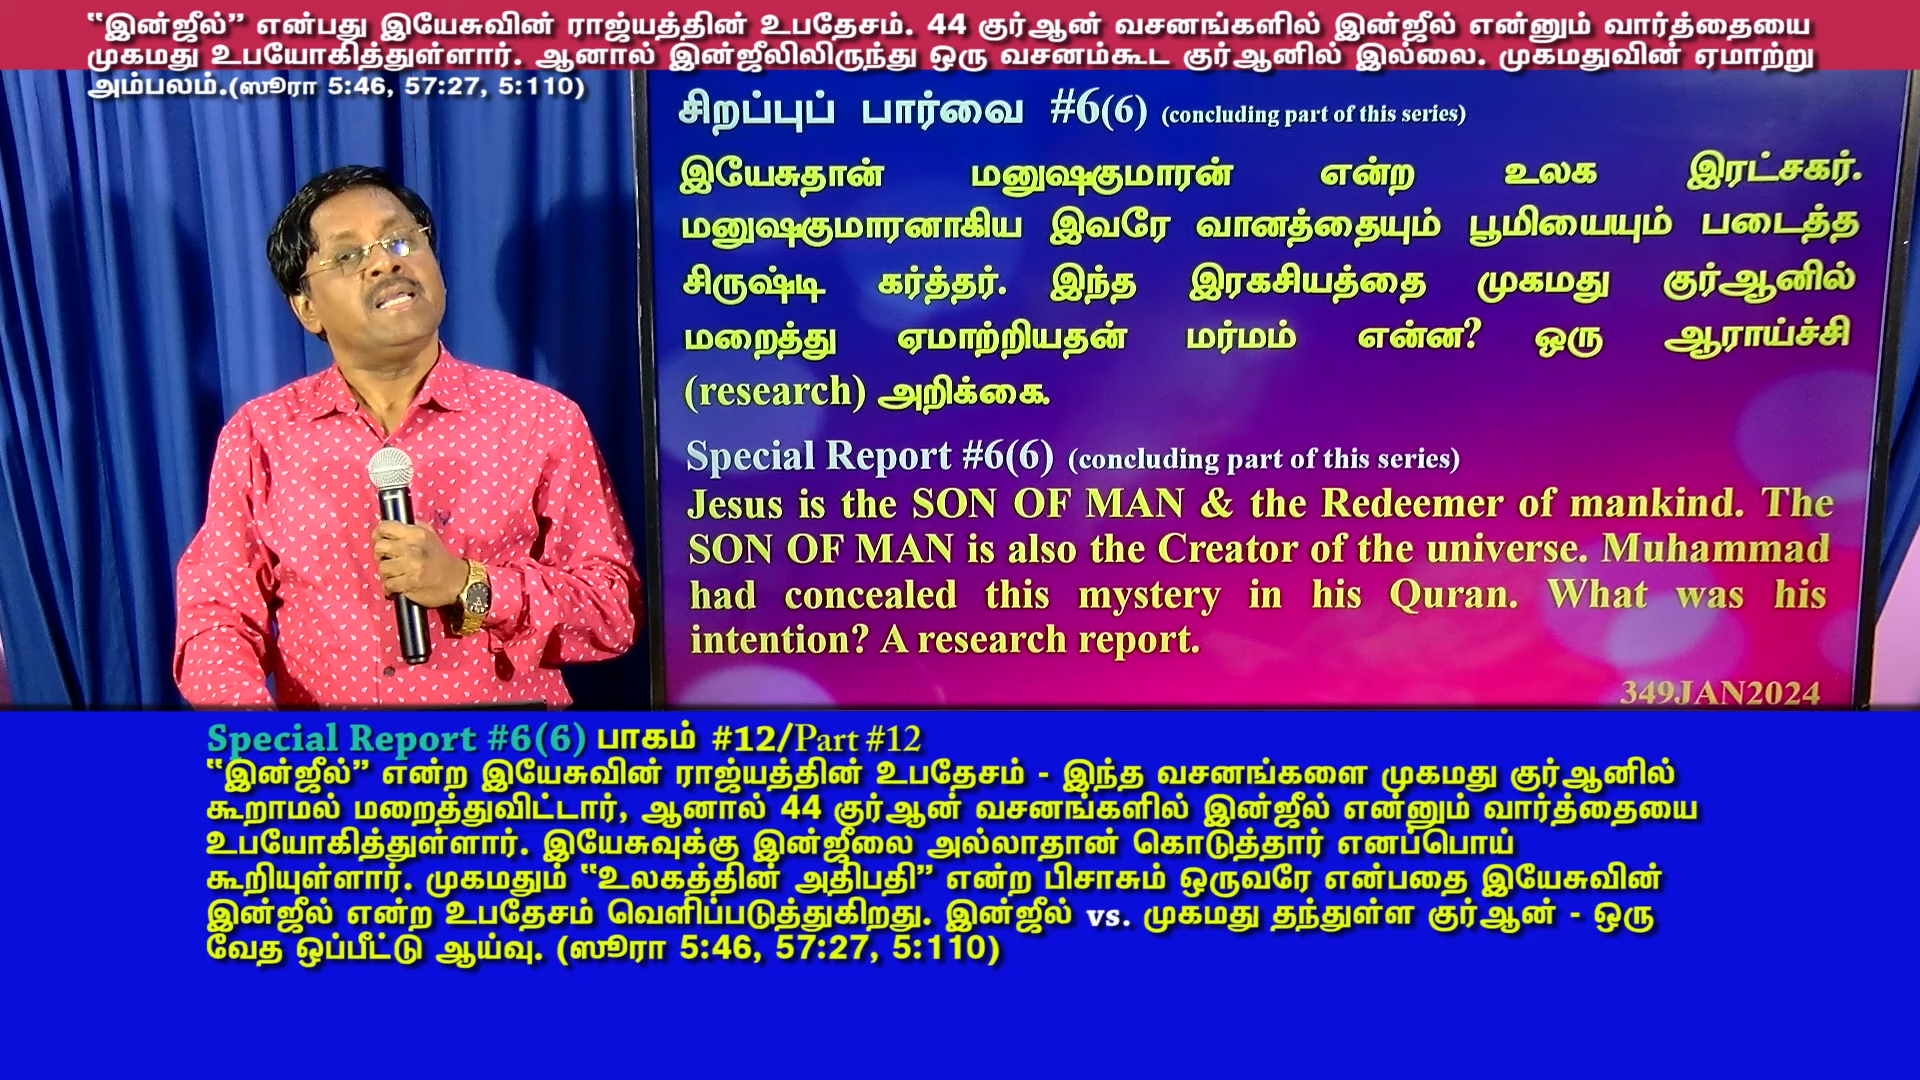 “இன்ஜீல்” என்பது இயேசுவின் ராஜ்யத்தின் உபதேசம். 44 குர்ஆன் வசனங்களில் இன்ஜீல் என்னும் வார்த்தையை
முகமது உபயோகித்துள்ளார். ஆனால் இன்ஜீலிலிருந்து ஒரு வசனம்கூட குர்ஆனில் இல்லை. முகமதுவின் ஏமாற்று
அம்பலம்.(ஸூரா 5:46, 57:27, 5:110)
சிறப்புப் பார்வை #6(6) (concluding part of this series)
இயேசுதான் மனுஷகுமாரன் என்ற உலக இரட்சகர்.
மனுஷகுமாரனாகிய இவரே வானத்தையும் பூமியையும் படைத்த
சிருஷ்டி கர்த்தர். இந்த இரகசியத்தை முகமது குர்ஆனில்
மறைத்து ஏமாற்றியதன் மர்மம் என்ன? ஒரு ஆராய்ச்சி
(research) அறிக்கை.
Special Report #6(6) (concluding part of this series)
Jesus is the SON OF MAN & the Redeemer of mankind. The
SON OF MAN is also the Creator of the universe. Muhammad
had concealed this mystery in his Quran. What was his
intention? A research report.
349JAN2024
Special Report #6(6) பாகம் #12/Part #12
“இன்ஜீல்” என்ற இயேசுவின் ராஜ்யத்தின் உபதேசம் - இந்த வசனங்களை முகமது குர்ஆனில்
கூறாமல் மறைத்துவிட்டார், ஆனால் 44 குர்ஆன் வசனங்களில் இன்ஜீல் என்னும் வார்த்தையை
உபயோகித்துள்ளார். இயேசுவுக்கு இன்ஜீலை அல்லாதான் கொடுத்தார் எனப்பொய்
கூறியுள்ளார். முகமதும் “உலகத்தின் அதிபதி” என்ற பிசாசும் ஒருவரே என்பதை இயேசுவின்
இன்ஜீல் என்ற உபதேசம் வெளிப்படுத்துகிறது. இன்ஜீல் vs. முகமது தந்துள்ள குர்ஆன் - ஒரு
வேத ஒப்பீட்டு ஆய்வு. (ஸூரா 5:46, 57:27, 5:110)